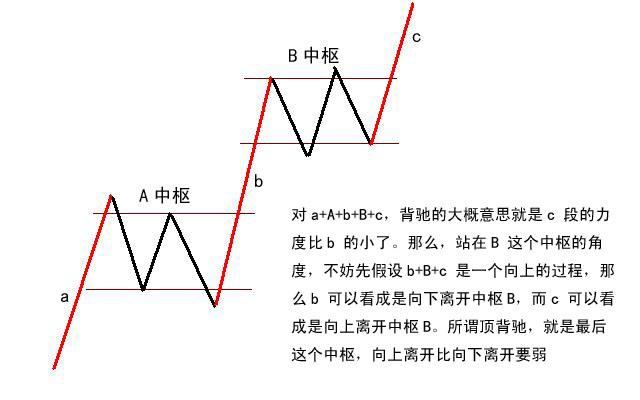 c
B 中枢
b
A 中枢
a
对 a+A+b+B+c，背驰的大概意思就是 c 段的力
度比 b 的小了。那么，站在 B 这个中枢的角
度，不妨先假设 b+B+c 是一个向上的过程，那
么 b 可以看成是向下离开中枢 B，而 c 可以看
成是向上离开中枢 B。所谓顶背驰，就是最后
这个中枢，向上离开比向下离开要弱